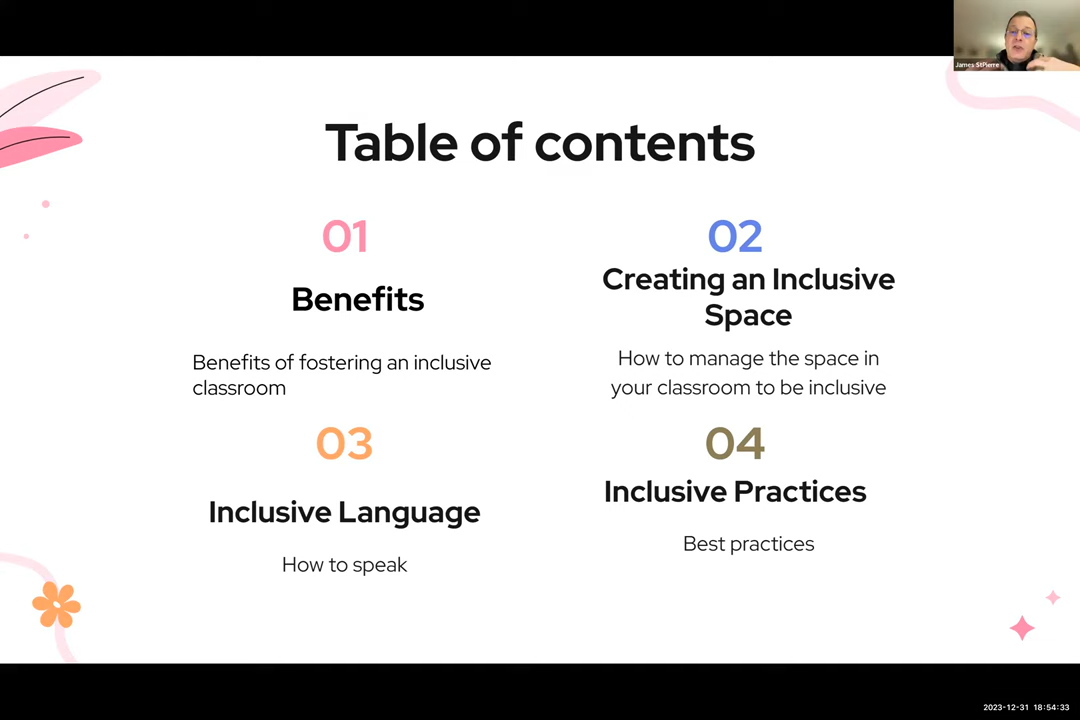 James StPierre
Table of contents
01
Benefits
Benefits of fostering an inclusive
classroom
02
Creating an Inclusive
Space
How to manage the space in
your classroom to be inclusive
03
Inclusive Language
How to speak
04
Inclusive Practices
Best practices
2023-12-31 18:54:33